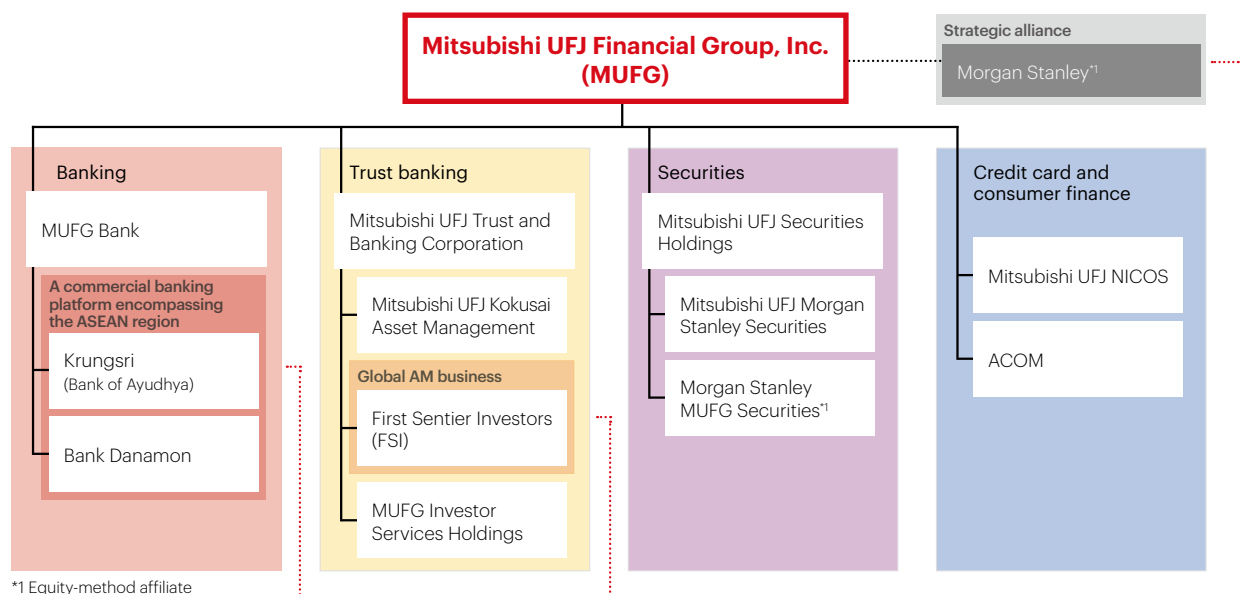 Mitsubishi UFJ Financial Group, Inc.
(MUFG)
Strategic alliance
Morgan Stanley*1
Banking
MUFG Bank
A commercial banking
platform encompassing
the ASEAN region
Krungsri
(Bank of Ayudhya)
Bank Danamon
Trust banking
Mitsubishi UFJ Trust and
Banking Corporation
Mitsubishi UFJ Kokusai
Asset Management
Global AM business
First Sentier Investors
(FSI)
MUFG Investor
Services Holdings
Securities
Mitsubishi UFJ Securities
Holdings
Mitsubishi UFJ Morgan
Stanley Securities
Morgan Stanley
MUFG Securities*1
Credit card and
consumer finance
Mitsubishi UFJ NICOS
ACOM
*1 Equity-method affiliate